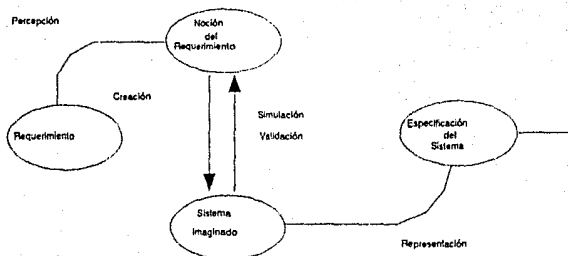 Percepción
Noción
del
Requerimiento
Creación
Requerimiento
Simulación
Validación
Especificación
del
Sistema
Sistema
Imaginado
Representación